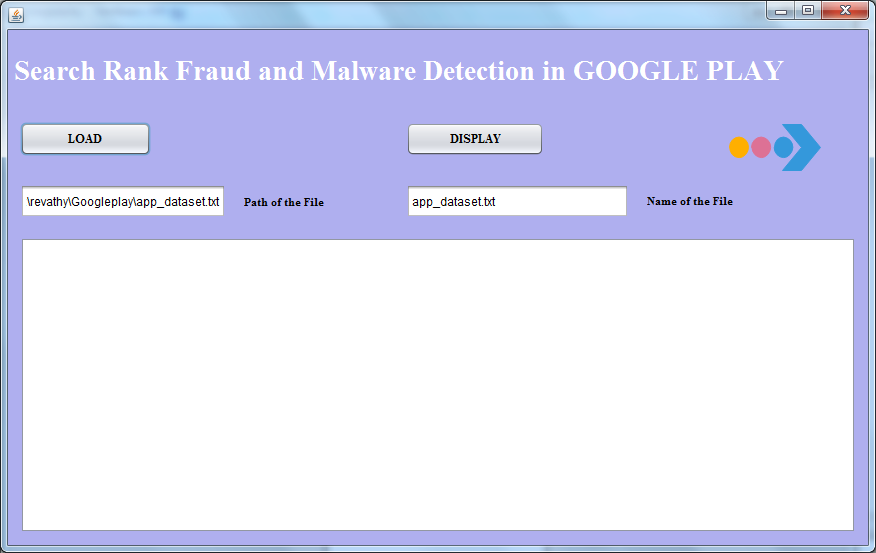 Search Rank Fraud and Malware Detection in GOOGLE PLAY
LOAD DISPLAY
\revathy\Googleplay\app_dataset.txt Path of the File app_dataset.txt Name of the File